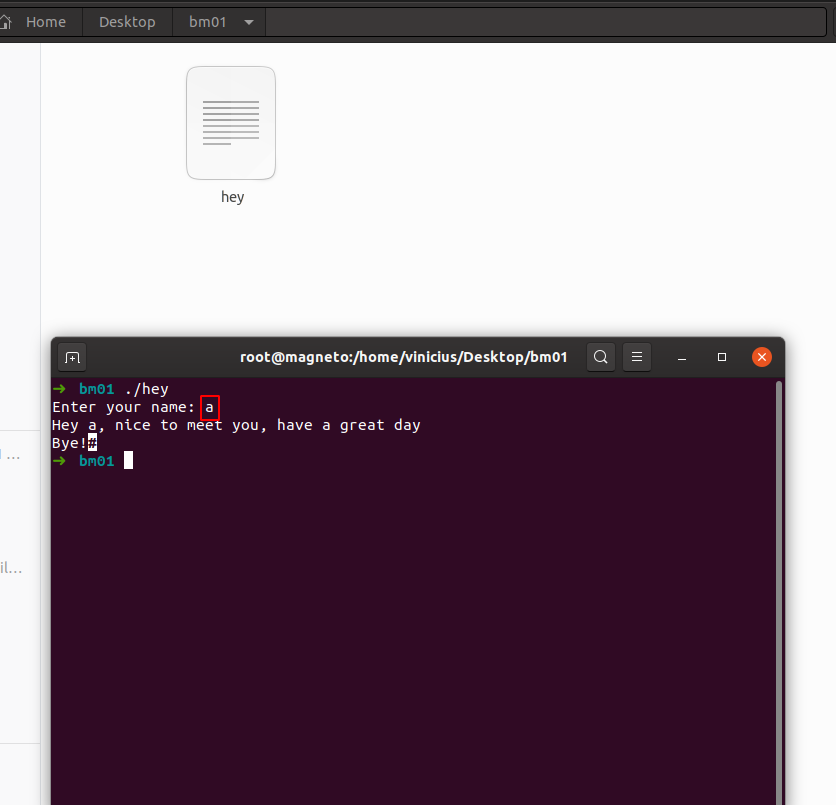 Home Desktop bm01
hey
root@magneto:/home/vinicius/Desktop/bm01
→ bm01 ./hey
Enter your name: a
Hey a, nice to meet you, have a great day
Bye!#
→ bm01
...
il...